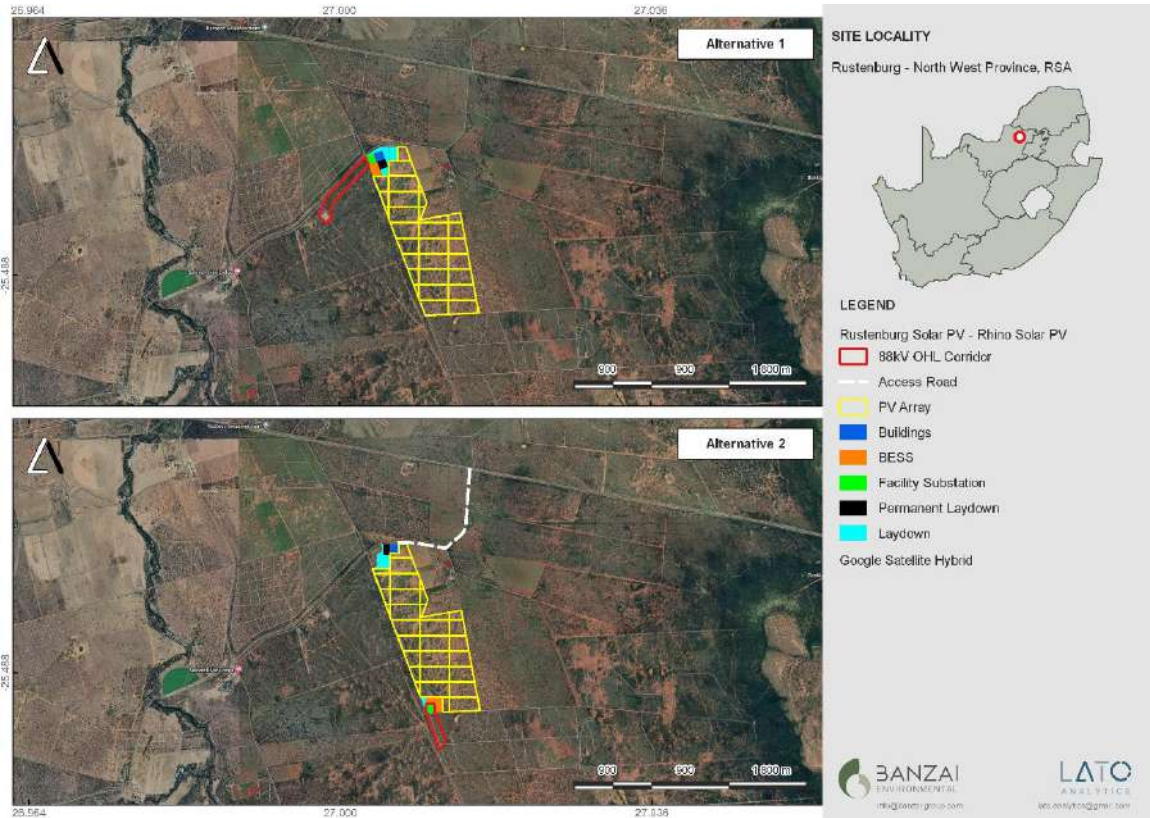 26.964
27.000
27.036
Alternative 1
-25.488
900
900
1 800 m
Alternative 2
-25.488
900
900
1 800 m
26.964
27.000
27.036
SITE LOCALITY
Rustenburg - North West Province, RSA
LEGEND
Rustenburg Solar PV - Rhino Solar PV
88kV OHL Corridor
Access Road
PV Array
Buildings
BESS
Facility Substation
Permanent Laydown
Laydown
Google Satellite Hybrid
BANZAI
ENVIRONMENTAL
LATO
ANALYTICS